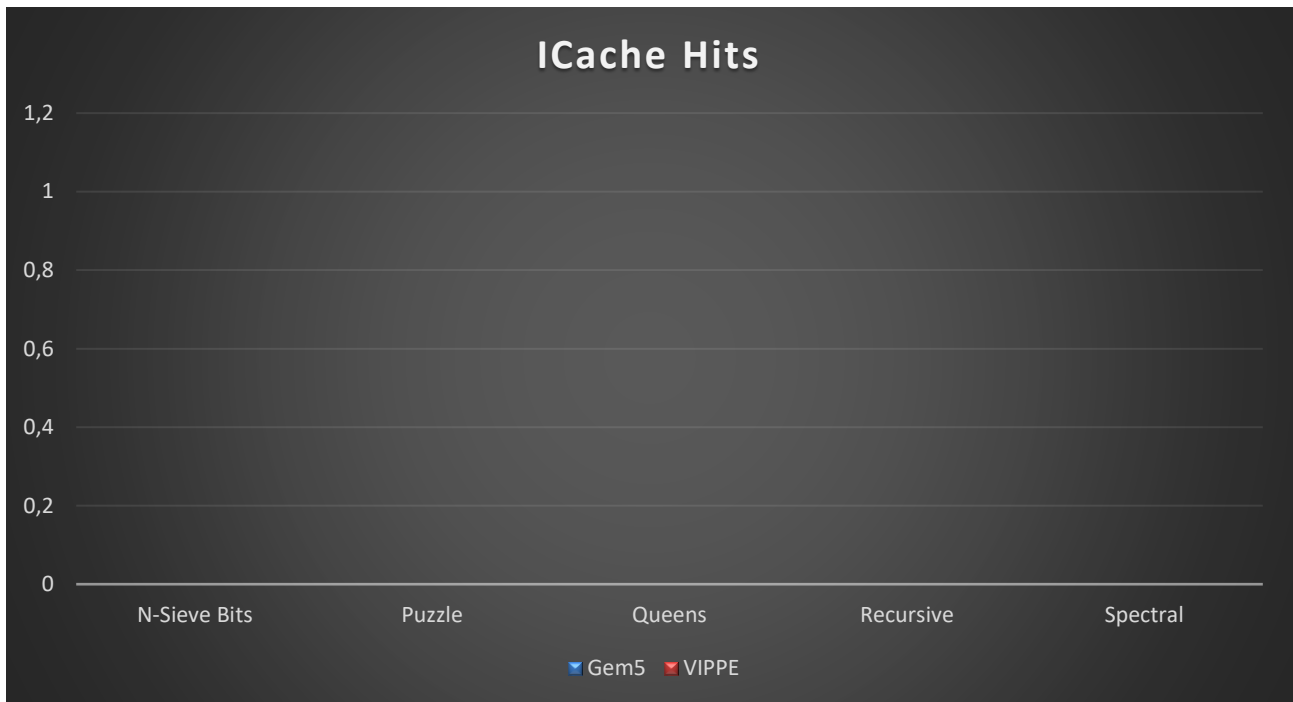 ICache Hits
1,2
1
0,8
0,6
0,4
0,2
0
N-Sieve Bits Puzzle Queens Recursive Spectral
Gem5 VIPPE